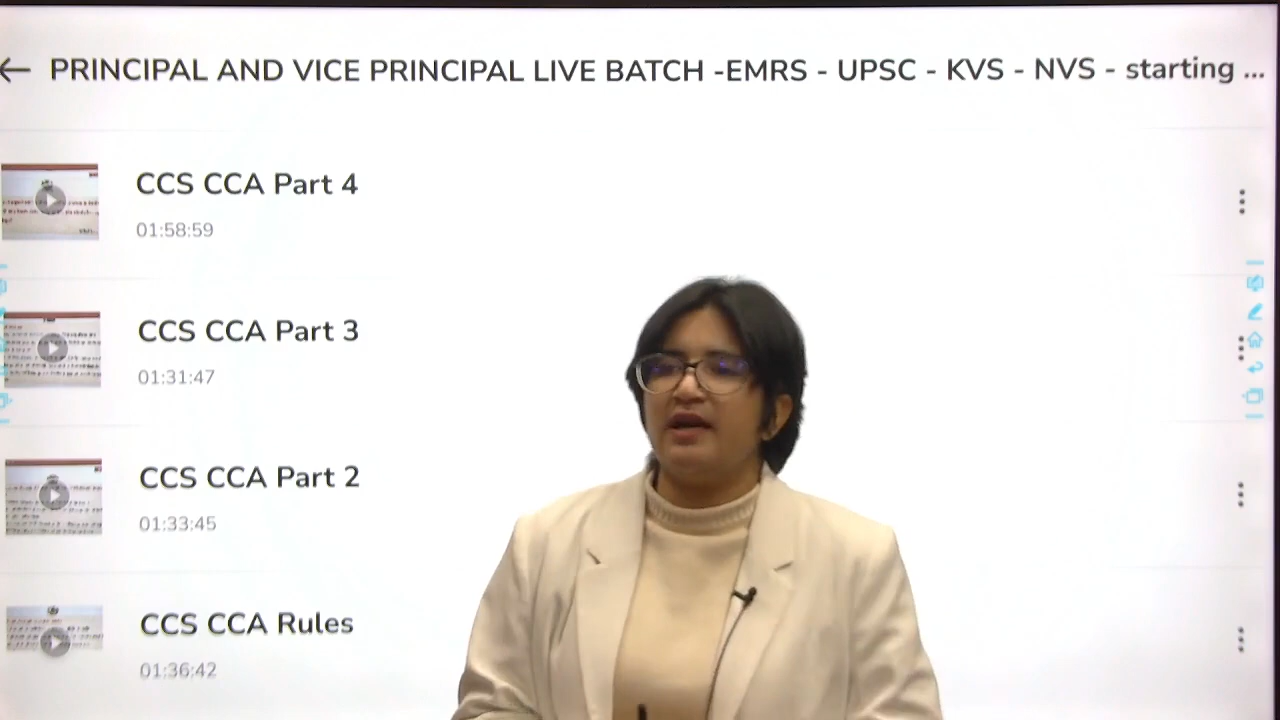 PRINCIPAL AND VICE PRINCIPAL LIVE BATCH -EMRS - UPSC - KVS - NVS - starting ...
CCS CCA Part 4
01:58:59
CCS CCA Part 3
01:31:47
CCS CCA Part 2
01:33:45
CCS CCA Rules
01:36:42